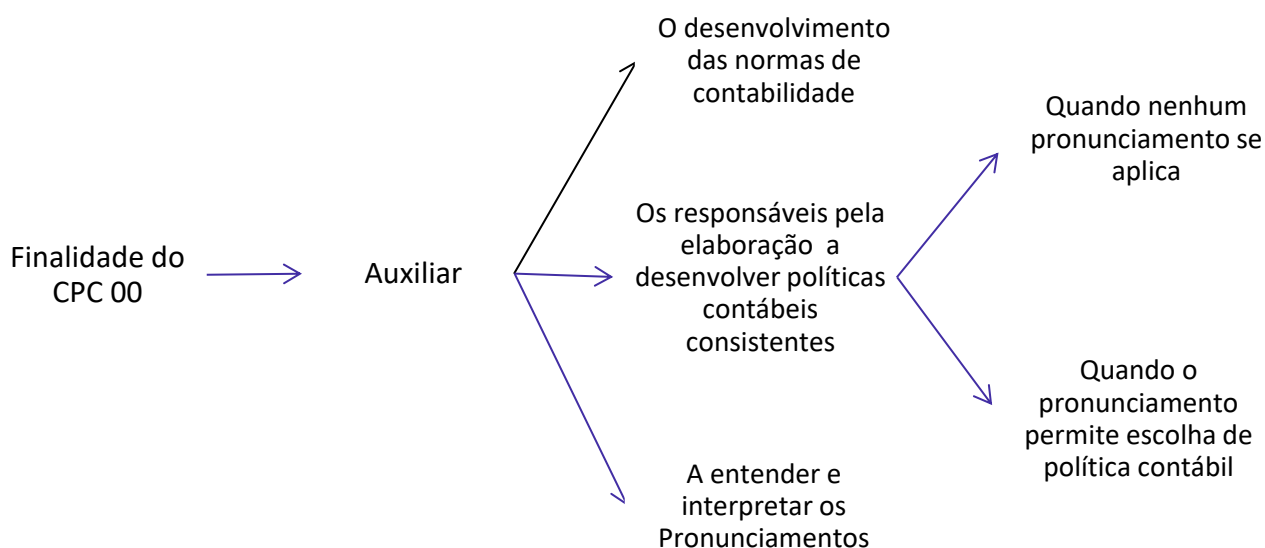 Finalidade do
CPC 00
Auxiliar
O desenvolvimento
das normas de
contabilidade
Os responsáveis pela
elaboração a
desenvolver políticas
contábeis
consistentes
A entender e
interpretar os
Pronunciamentos
Quando nenhum
pronunciamento se
aplica
Quando o
pronunciamento
permite escolha de
política contábil